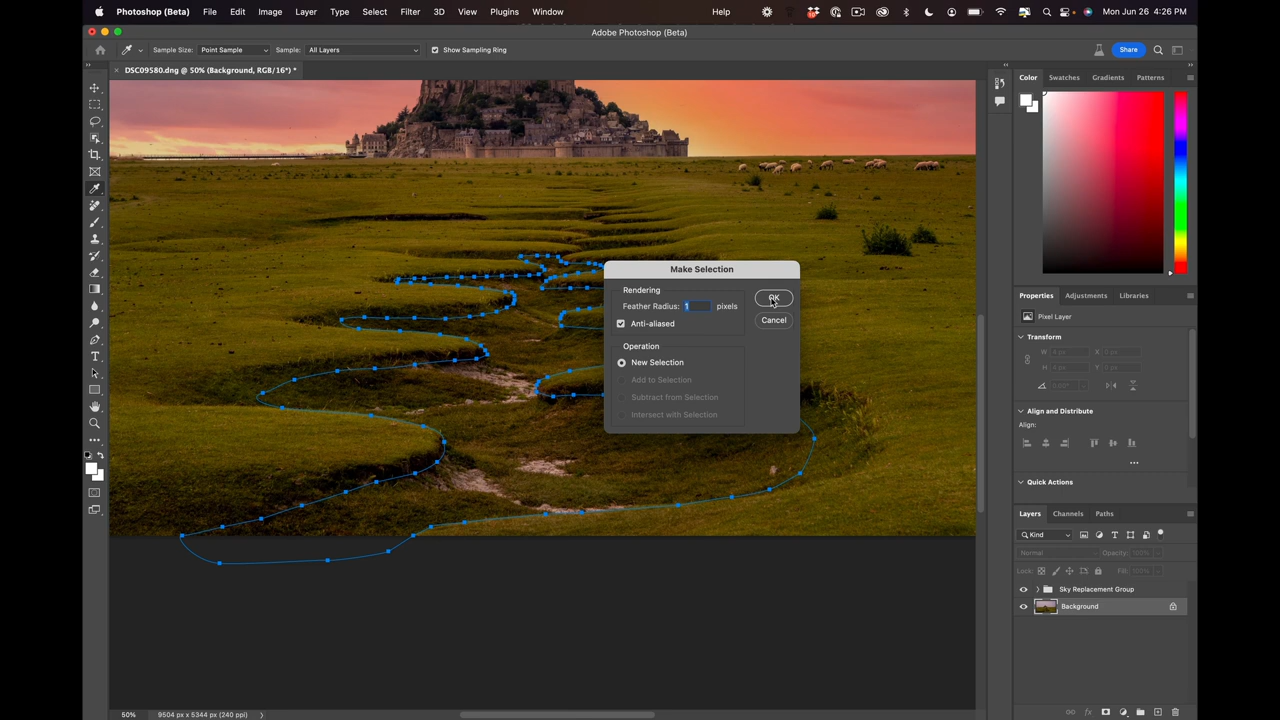 Photoshop (Beta) File Edit Image Layer Type Select Filter 3D View Plugins Window Help Mon Jun 26 4:26 PM
Adobe Photoshop (Beta)
Sample Size: Point Sample Sample: All Layers Show Sampling Ring Share
DSC09580.dng @ 50% (Background, RGB/16*) *
Color Swatches Gradients Patterns
Make Selection
Rendering
Feather Radius: 1 pixels
Anti-aliased
OK
Cancel
Operation
New Selection
Add to Selection
Subtract from Selection
Intersect with Selection
Properties Adjustments Libraries
Pixel Layer
Transform
W X
H Y
Align and Distribute
Align:
Quick Actions
Layers Channels Paths
Kind
Normal Opacity: 100%
Lock: Fill: 100%
Sky Replacement Group
Background
50% 9504 px x 5344 px (240 ppi)